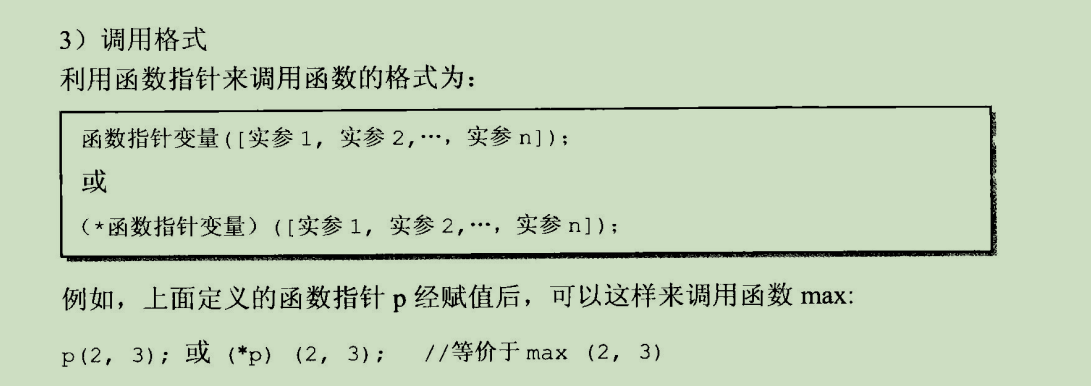 3）调用格式
利用函数指针来调用函数的格式为：
函数指针变量([实参1, 实参2,…, 实参n]);
或
(*函数指针变量) ([实参1, 实参2,…, 实参n]);
例如，上面定义的函数指针 p 经赋值后，可以这样来调用函数 max:
p(2, 3); 或 (*p) (2, 3); //等价于 max (2, 3)